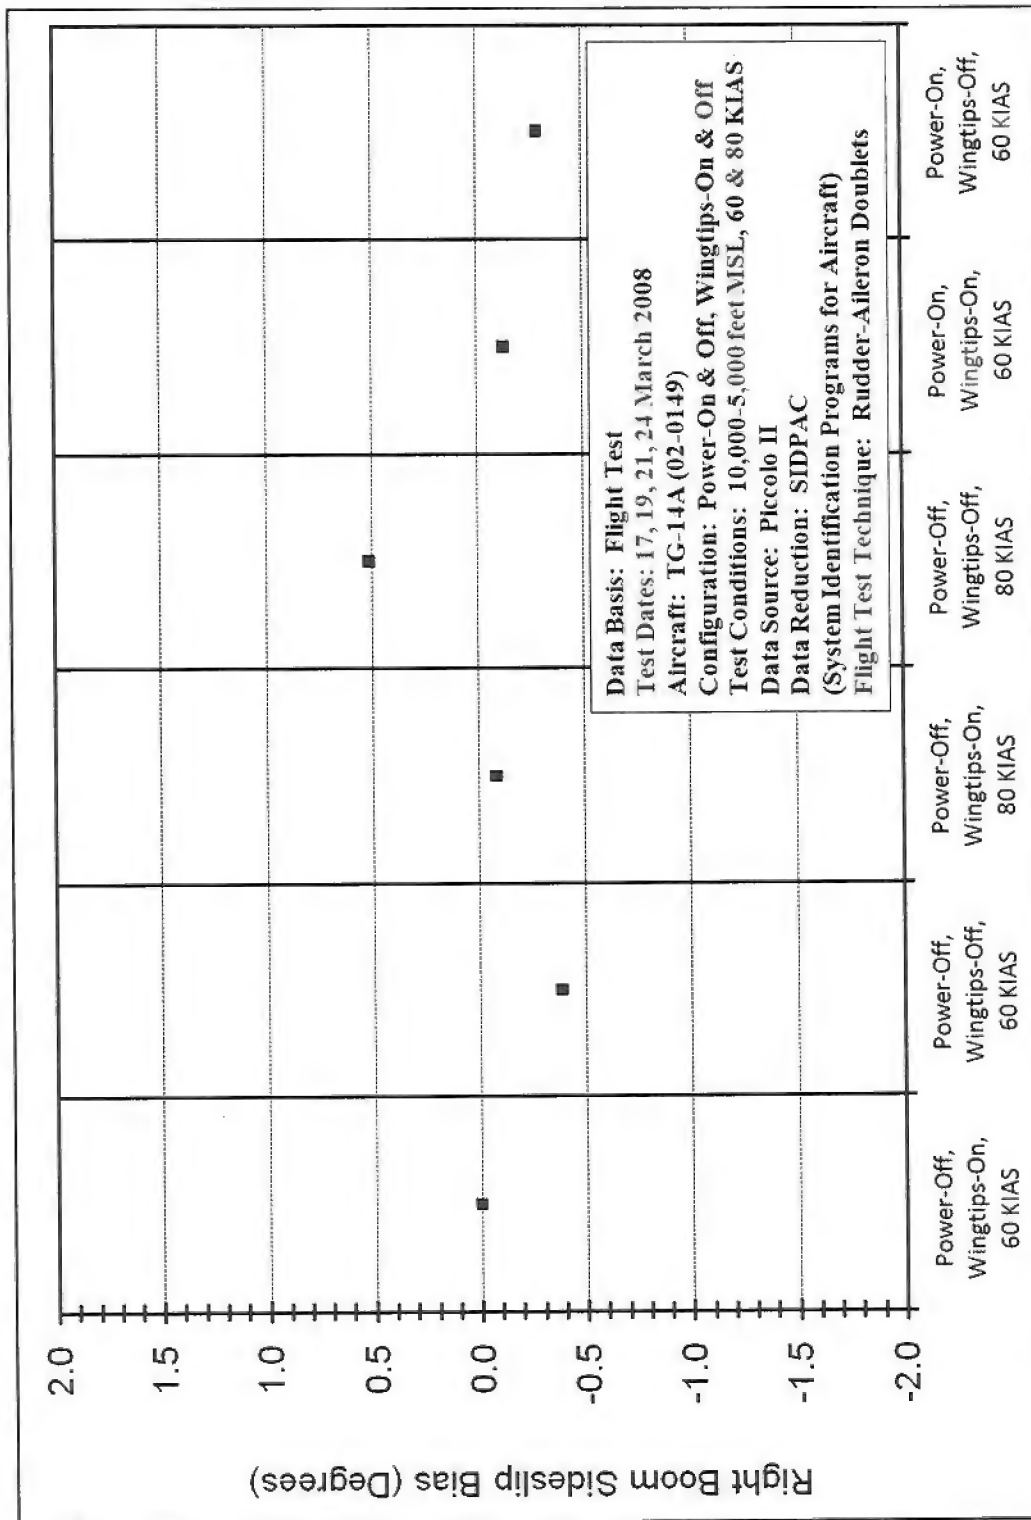 Right Boom Sideslip Bias (Degrees)
2.0
1.5
1.0
0.5
0.0
-0.5
-1.0
-1.5
-2.0
Data Basis: Flight Test
Test Dates: 17, 19, 21, 24 March 2008
Aircraft: TG-14A (02-0149)
Configuration: Power-On & Off, Wingtips-On & Off
Test Conditions: 10,000-5,000 feet MSL, 60 & 80 KIAS
Data Source: Piccolo II
Data Reduction: SIDPAC
(System Identification Programs for Aircraft)
Flight Test Technique: Rudder-Aileron Doublets
Power-Off,
Wingtips-On,
60 KIAS
Power-Off,
Wingtips-Off,
60 KIAS
Power-Off,
Wingtips-On,
80 KIAS
Power-Off,
Wingtips-Off,
80 KIAS
Power-On,
Wingtips-On,
60 KIAS
Power-On,
Wingtips-Off,
60 KIAS